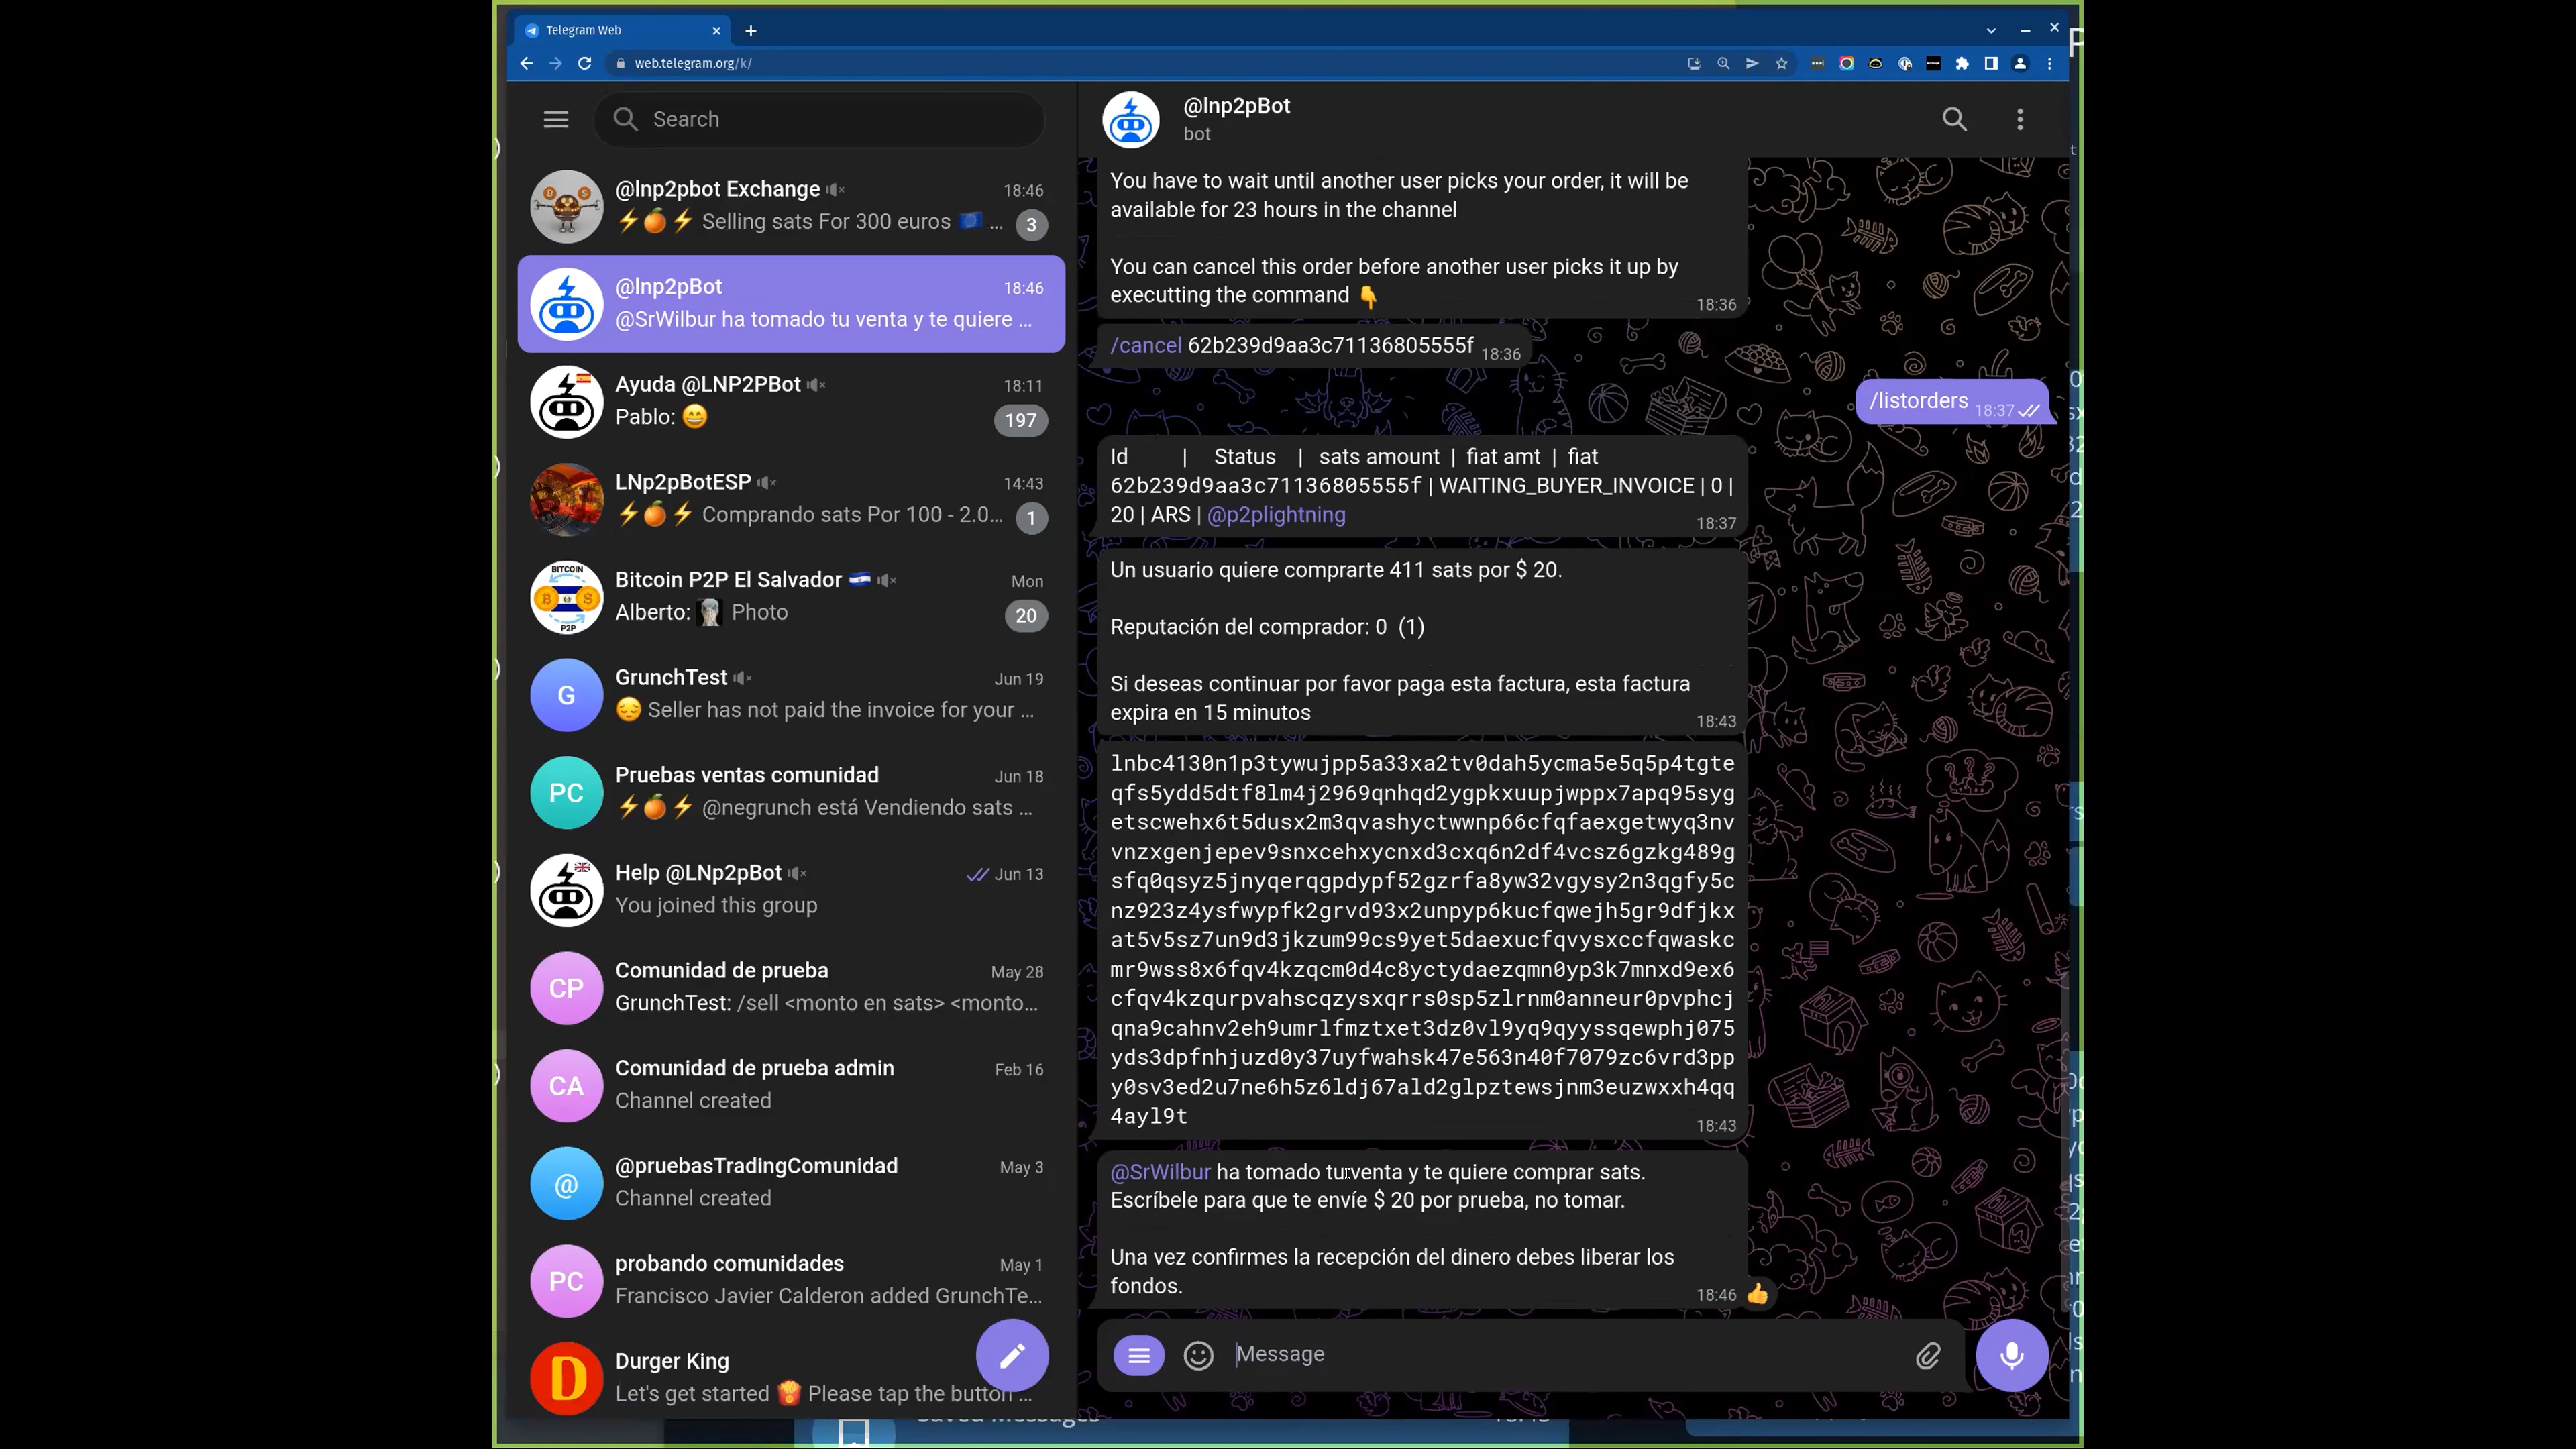 Telegram Web
web.telegram.org/k/
Search
@lnp2pbot Exchange 18:46
⚡🍊⚡ Selling sats For 300 euros 🇪🇺 ... 3
@lnp2pBot 18:46
@SrWilbur ha tomado tu venta y te quiere ...
Ayuda @LNP2PBot 18:11
Pablo: 😄 197
LNp2pBotESP 14:43
⚡🍊⚡ Comprando sats Por 100 - 2.0... 1
Bitcoin P2P El Salvador 🇸🇻 Mon
Alberto: Photo 20
BITCOIN
P2P
G
GrunchTest Jun 19
😔 Seller has not paid the invoice for your ...
PC
Pruebas ventas comunidad Jun 18
⚡🍊⚡ @negrunch está Vendiendo sats ...
Help @LNp2pBot Jun 13
You joined this group
CP
Comunidad de prueba May 28
GrunchTest: /sell <monto en sats> <monto...
CA
Comunidad de prueba admin Feb 16
Channel created
@
@pruebasTradingComunidad May 3
Channel created
PC
probando comunidades May 1
Francisco Javier Calderon added GrunchTe...
D
Durger King
Let's get started 🍟 Please tap the button ...
@lnp2pBot
bot
You have to wait until another user picks your order, it will be
available for 23 hours in the channel
You can cancel this order before another user picks it up by
executting the command 👇 18:36
/cancel 62b239d9aa3c71136805555f 18:36
/listorders 18:37
Id | Status | sats amount | fiat amt | fiat
62b239d9aa3c71136805555f | WAITING_BUYER_INVOICE | 0 |
20 | ARS | @p2plightning 18:37
Un usuario quiere comprarte 411 sats por $ 20.
Reputación del comprador: 0 (1)
Si deseas continuar por favor paga esta factura, esta factura
expira en 15 minutos 18:43
lnbc4130n1p3tywujpp5a33xa2tv0dah5ycma5e5q5p4tgte
qfs5ydd5dtf8lm4j2969qnhqd2ygpkxuupjwppx7apq95syg
etscwehx6t5dusx2m3qvashyctwwnp66cfqfaexgetwyq3nv
vnzxgenjepev9snxcehxycnxd3cxq6n2df4vcsz6gzkg489g
sfq0qsyz5jnyqerqgpdypf52gzrfa8yw32vgysy2n3qgfy5c
nz923z4ysfwypfk2grvd93x2unpyp6kucfqwejh5gr9dfjkx
at5v5sz7un9d3jkzum99cs9yet5daexucfqvysxccfqwaskc
mr9wss8x6fqv4kzqcm0d4c8yctydaezqmn0yp3k7mnxd9ex6
cfqv4kzqurpvahscqzysxqrrs0sp5zlrnm0anneur0pvphcj
qna9cahnv2eh9umrlfmztxet3dz0vl9yq9qyyssqewphj075
yds3dpfnhjuzd0y37uyfwahsk47e563n40f7079zc6vrd3pp
y0sv3ed2u7ne6h5z6ldj67ald2glpztewsjnm3euzwxxh4qq
4ayl9t 18:43
@SrWilbur ha tomado tu venta y te quiere comprar sats.
Escríbele para que te envíe $ 20 por prueba, no tomar.
Una vez confirmes la recepción del dinero debes liberar los
fondos. 18:46 👍
Message